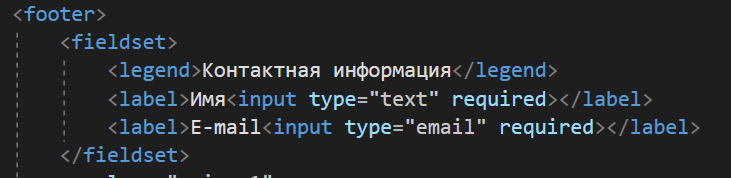 <footer>
<fieldset>
<legend>Контактная информация</legend>
<label>Имя<input type="text" required></label>
<label>E-mail<input type="email" required></label>
</fieldset>